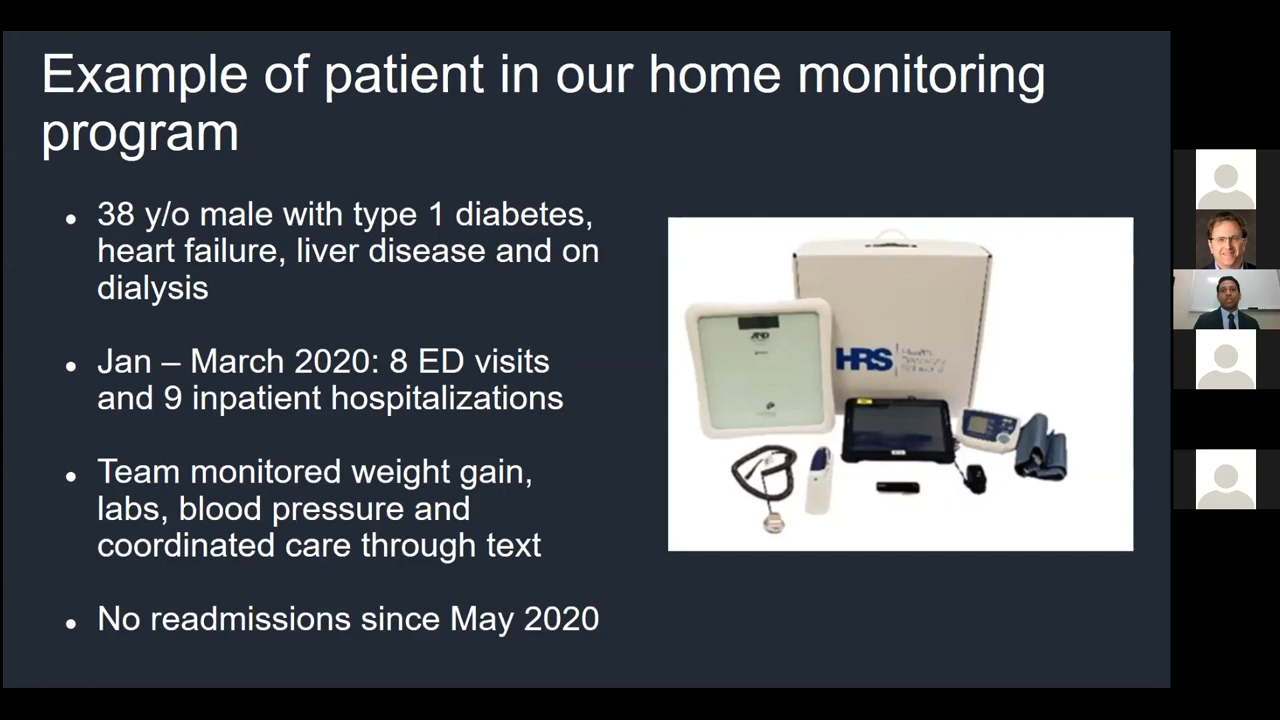 Example of patient in our home monitoring
program
● 38 y/o male with type 1 diabetes,
heart failure, liver disease and on
dialysis
● Jan – March 2020: 8 ED visits
and 9 inpatient hospitalizations
● Team monitored weight gain,
labs, blood pressure and
coordinated care through text
● No readmissions since May 2020
AND
HRS